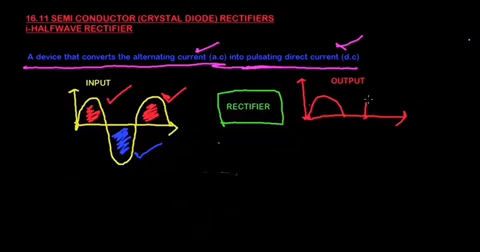 16.11 SEMI CONDUCTOR (CRYSTAL DIODE) RECTIFIERS
i-HALFWAVE RECTIFIER
A device that converts the alternating current (a.c) into pulsating direct current (d.c)
INPUT
RECTIFIER
OUTPUT